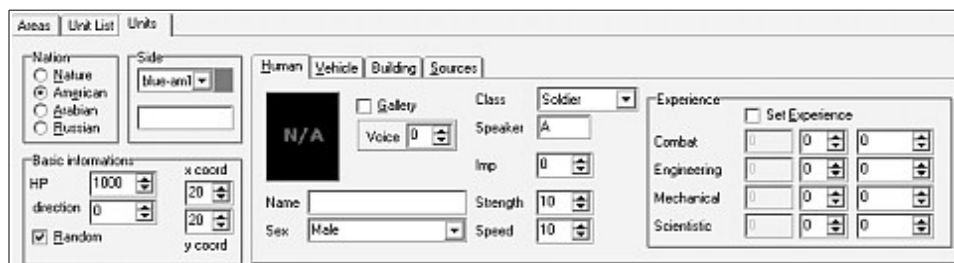 Areas Unit List Units
Nation
Nature
American
Arabian
Russian
Side
blue-am1
Basic informations
HP 1000
direction 0
Random
x coord
20
20
y coord
Human Vehicle Building Sources
N/A
Gallery
Voice 0
Name
Sex Male
Class Soldier
Speaker A
Imp 0
Strength 10
Speed 10
Experience
Set Experience
Combat 0 0 0
Engineering 0 0 0
Mechanical 0 0 0
Scientistic 0 0 0